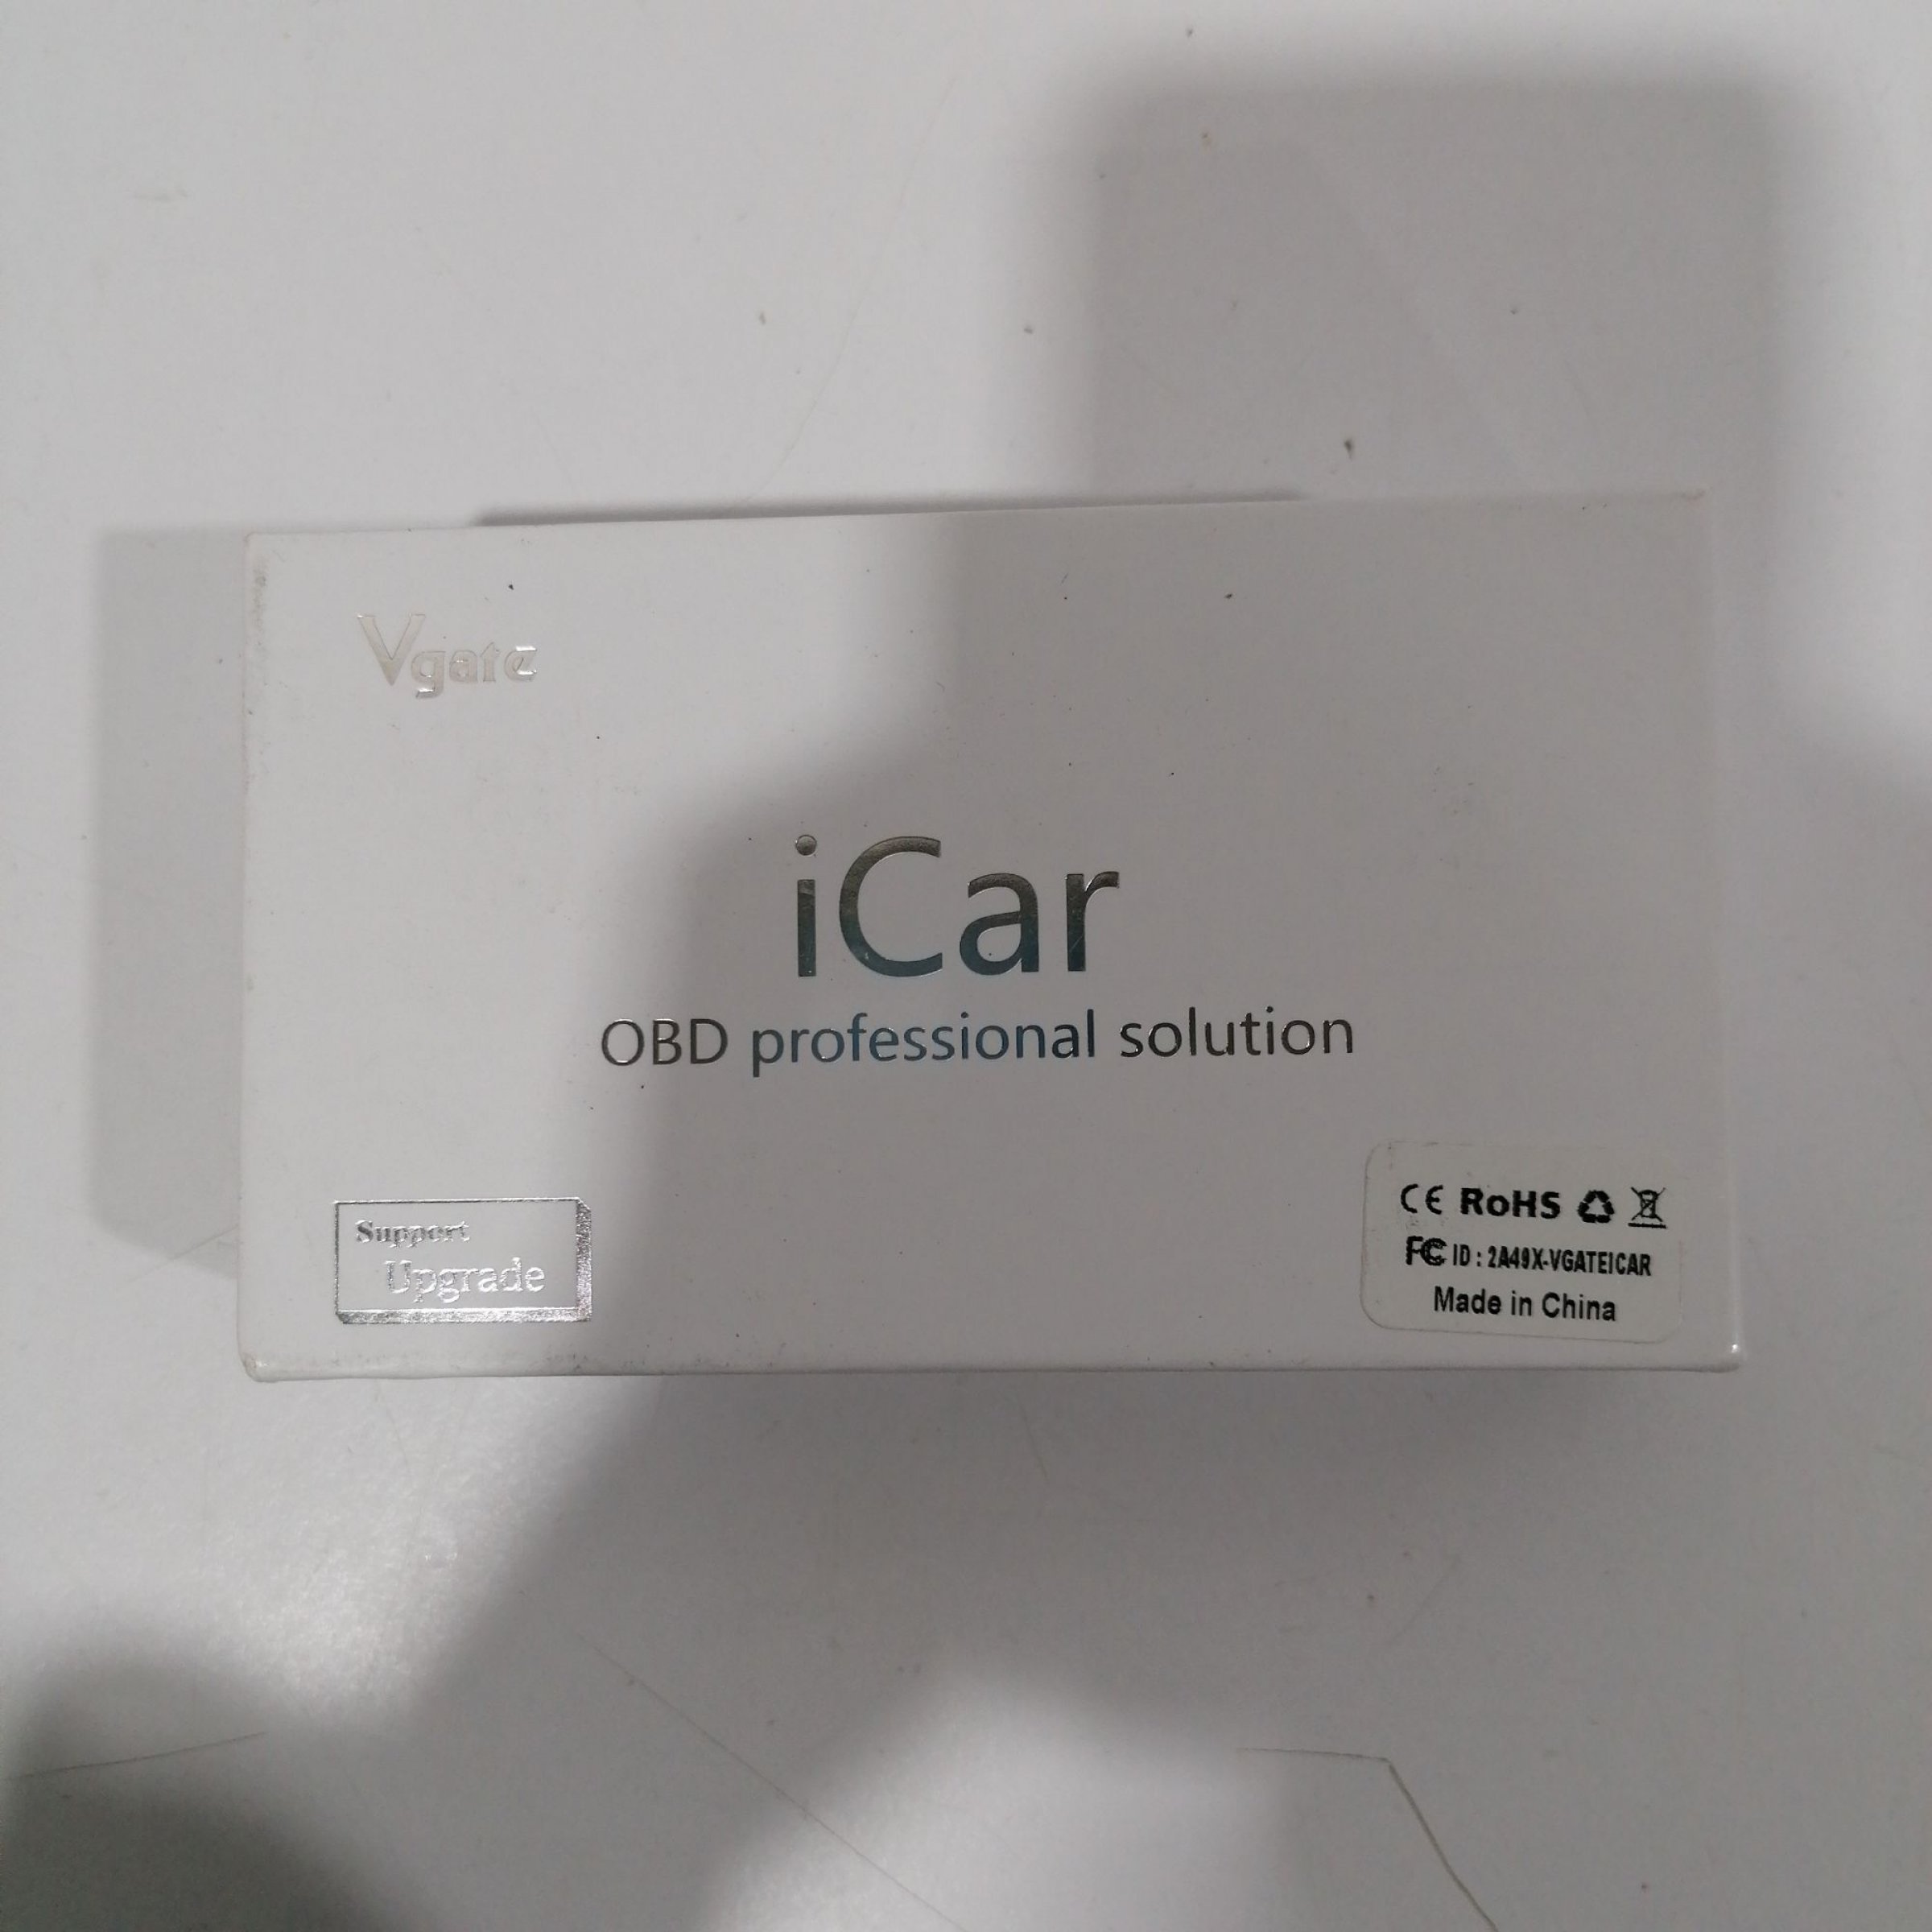 Vgate
iCar
OBD professional solution
Support
Upgrade
CE RoHS
FC ID : 2A49X-VGATEICAR
Made in China